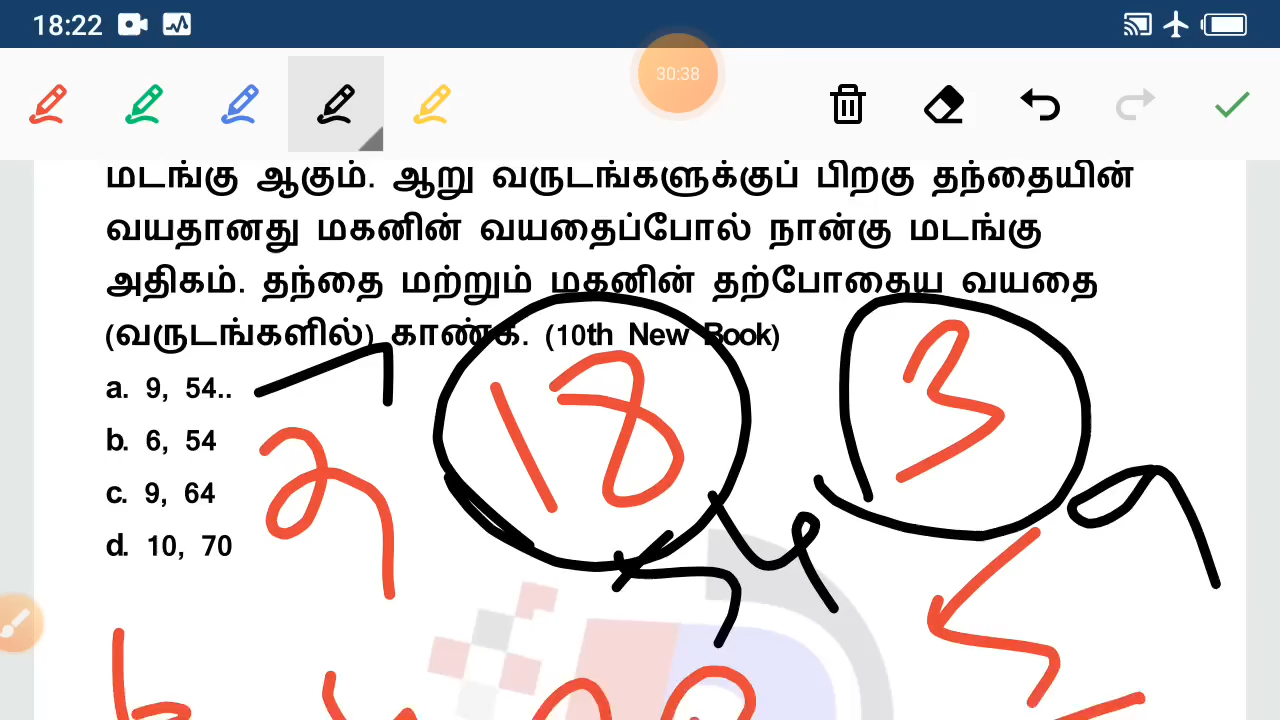 18:22
30:38
மடங்கு ஆகும். ஆறு வருடங்களுக்குப் பிறகு தந்தையின்
வயதானது மகனின் வயதைப்போல் நான்கு மடங்கு
அதிகம். தந்தை மற்றும் மகனின் தற்போதைய வயதை
(வருடங்களில்) காண்க. (10th New Book)
a. 9, 54..
b. 6, 54
c. 9, 64
d. 10, 70
18 3